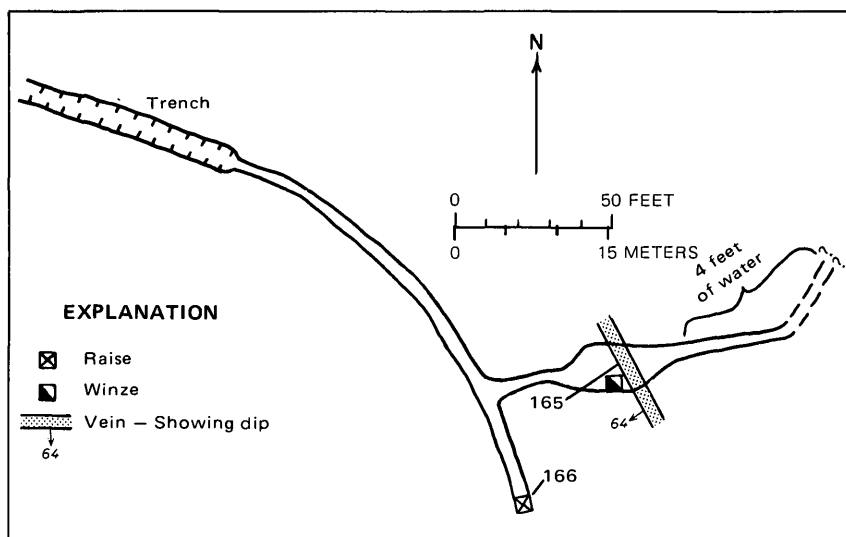 N
Trench
0 50 FEET
0 15 METERS
4 feet
of water
?
?
EXPLANATION
Raise
Winze
Vein — Showing dip
64
165
64
166